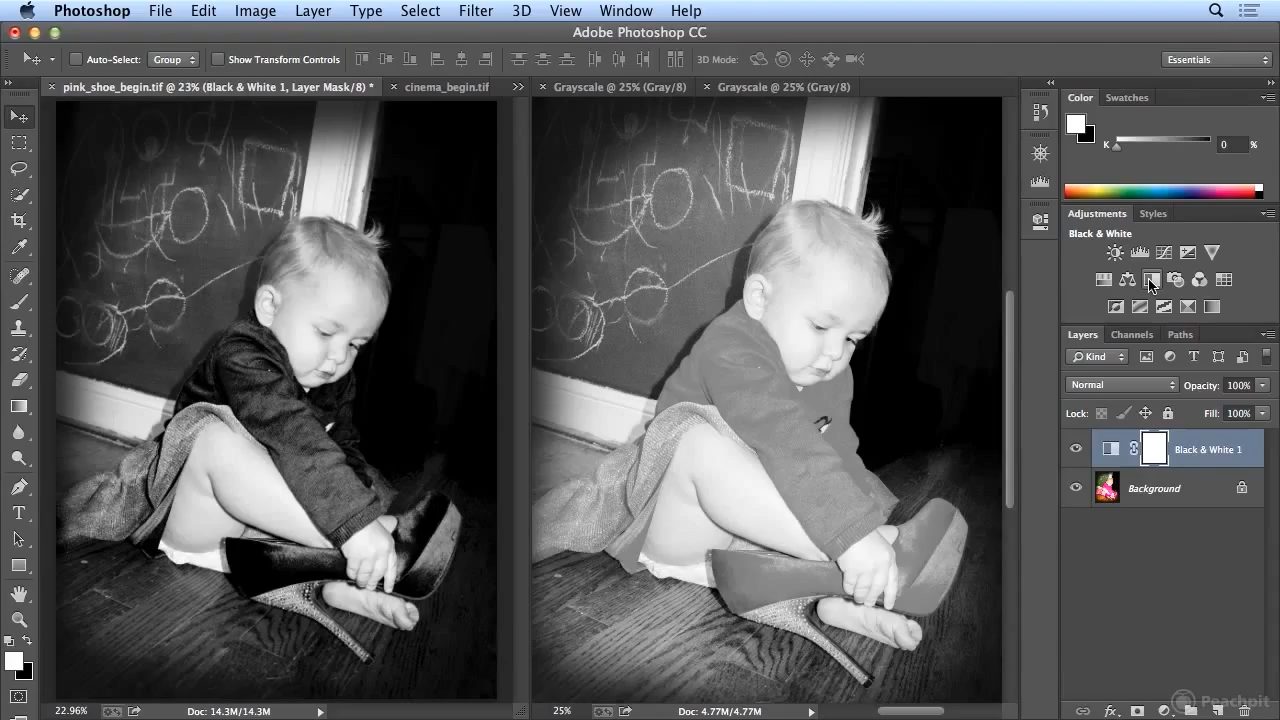 Photoshop File Edit Image Layer Type Select Filter 3D View Window Help
Adobe Photoshop CC
Auto-Select: Group Show Transform Controls 3D Mode: Essentials
pink_shoe_begin.tif @ 23% (Black & White 1, Layer Mask/8) * cinema_begin.tif Grayscale @ 25% (Gray/8) Grayscale @ 25% (Gray/8)
Color Swatches
K 0 %
Adjustments Styles
Black & White
Layers Channels Paths
Kind
Normal Opacity: 100%
Lock: Fill: 100%
Black & White 1
Background
22.96% Doc: 14.3M/14.3M 25% Doc: 4.77M/4.77M
Peachpit